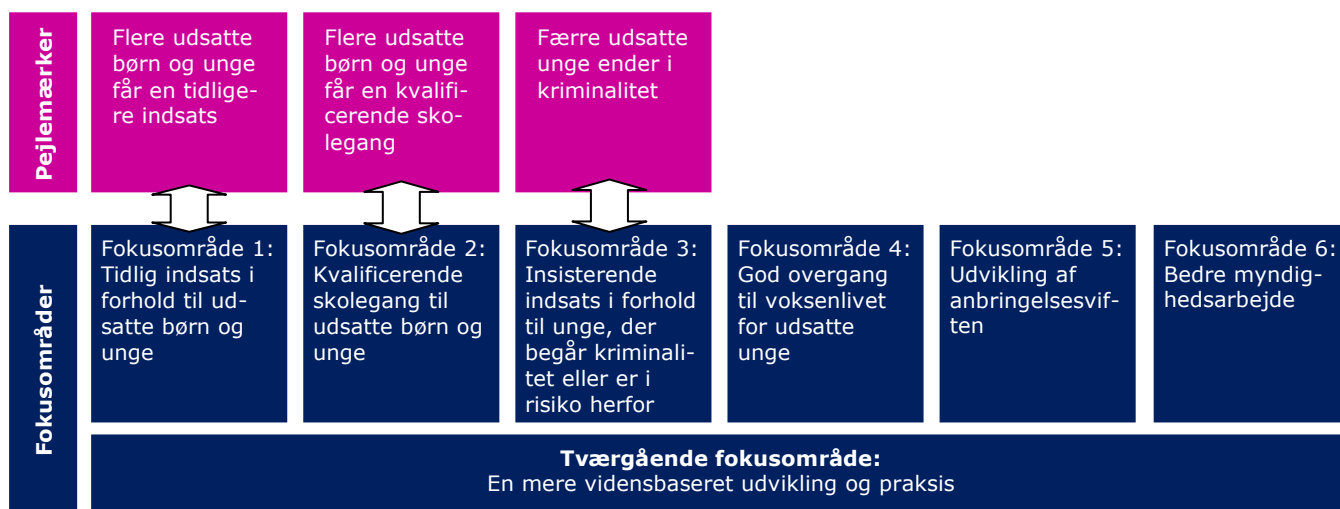 Pejlemærker
Flere udsatte
børn og unge
får en tidlige-
re indsats
Flere udsatte
børn og unge
får en kvalifi-
cerende sko-
legang
Færre udsatte
unge ender i
kriminalitet
Fokusområder
Fokusområde 1:
Tidlig indsats i
forhold til ud-
satte børn og
unge
Fokusområde 2:
Kvalificerende
skolegang til
udsatte børn og
unge
Fokusområde 3:
Insisterende
indsats i forhold
til unge, der
begår kriminali-
tet eller er i
risiko herfor
Fokusområde 4:
God overgang
til voksenlivet
for udsatte
unge
Fokusområde 5:
Udvikling af
anbringelsesvif-
ten
Fokusområde 6:
Bedre myndig-
hedsarbejde
Tværgående fokusområde:
En mere vidensbaseret udvikling og praksis